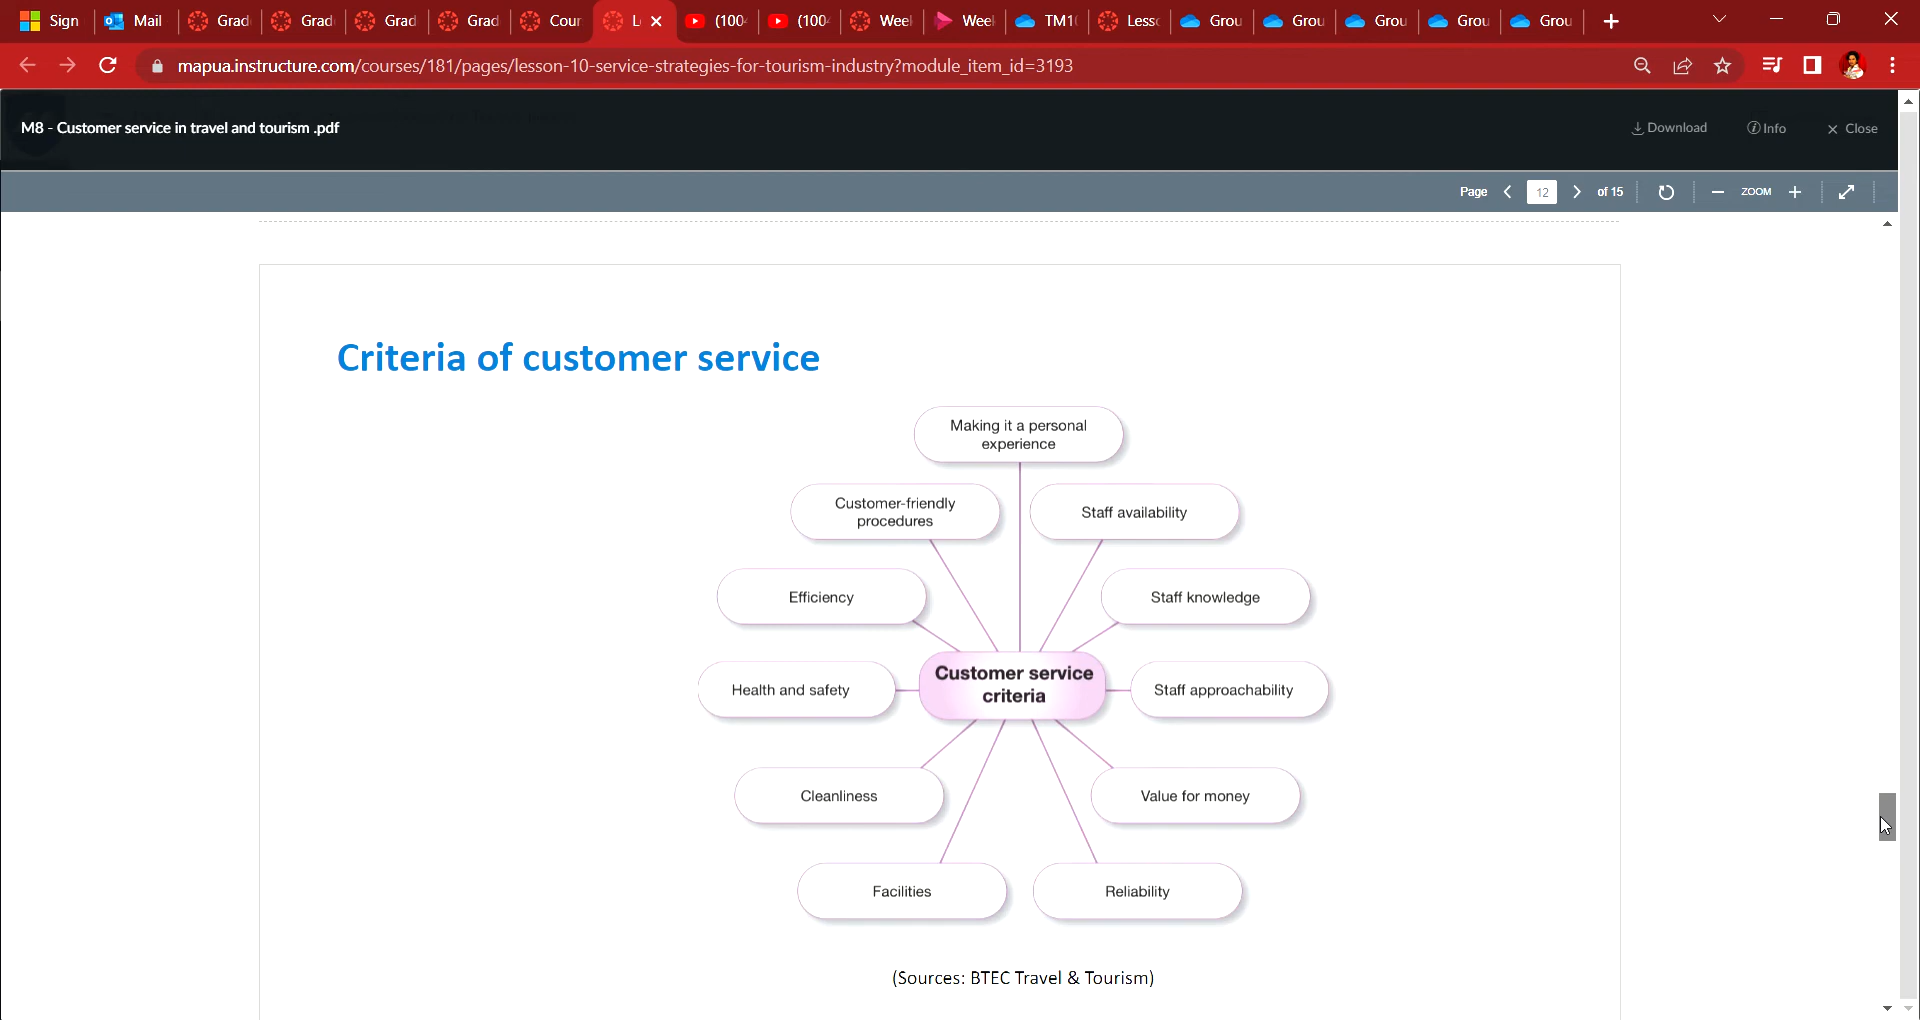 Sign Mail Grad Grad Grad Grad Cour L (100 (100 Weel Weel TM1 Less Grou Grou Grou Grou Grou
mapua.instructure.com/courses/181/pages/lesson-10-service-strategies-for-tourism-industry?module_item_id=3193
M8 - Customer service in travel and tourism .pdf
Download Info Close
Page 12 of 15 ZOOM
Criteria of customer service
Making it a personal
experience
Customer-friendly
procedures
Staff availability
Efficiency
Staff knowledge
Customer service
criteria
Health and safety
Staff approachability
Cleanliness
Value for money
Facilities
Reliability
(Sources: BTEC Travel & Tourism)